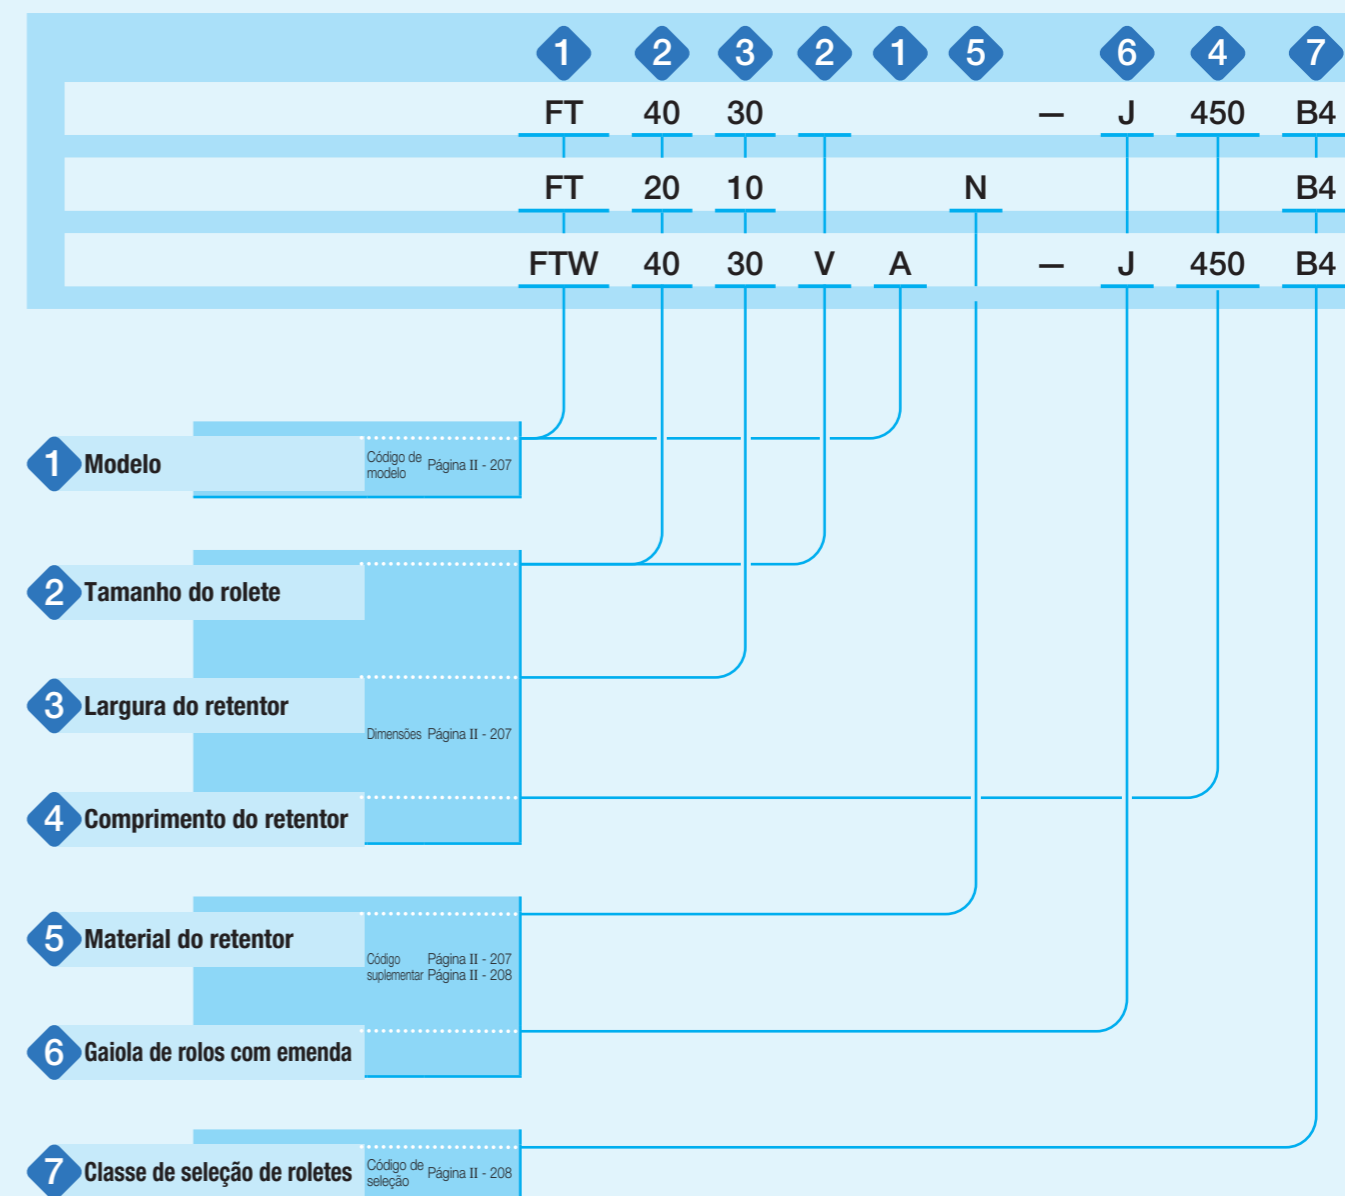 1 2 3 2 1 5 6 4 7
FT 40 30 – J 450 B4
FT 20 10 N B4
FTW 40 30 V A – J 450 B4
1 Modelo
Código de modelo Página II - 207
2 Tamanho do rolete
3 Largura do retentor
Dimensões Página II - 207
4 Comprimento do retentor
5 Material do retentor
Código suplementar Página II - 207
Página II - 208
6 Gaiola de rolos com emenda
7 Classe de seleção de roletes
Código de seleção Página II - 208